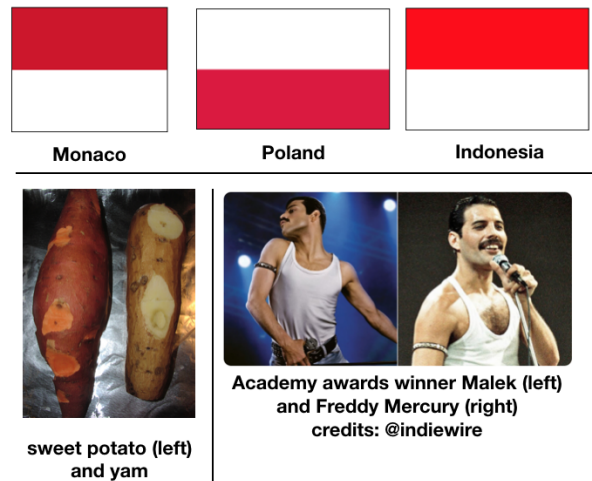 Monaco
Poland
Indonesia
Academy awards winner Malek (left)
and Freddy Mercury (right)
credits: @indiewire
sweet potato (left)
and yam